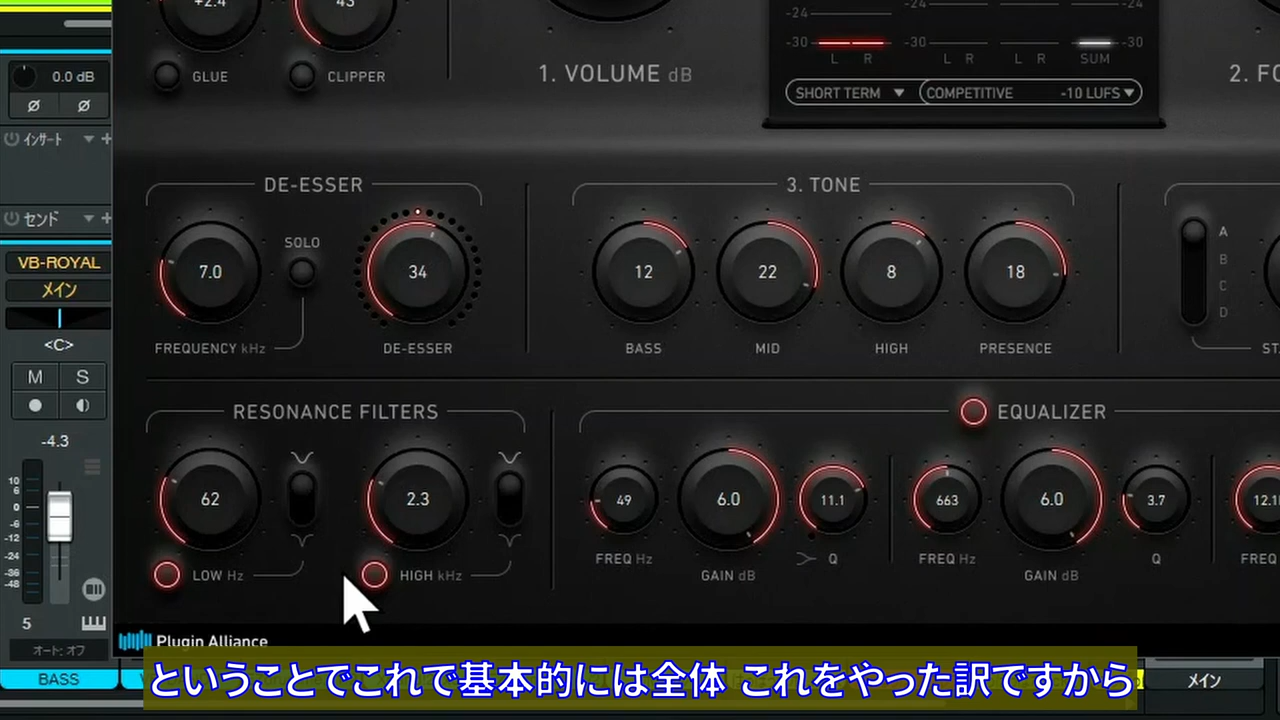 +2.4
43
GLUE
CLIPPER
1. VOLUME dB
-24
-30
L R
-24
-30
L R
L R
SUM
-24
-30
SHORT TERM
COMPETITIVE -10 LUFS
2. FO
0.0 dB
インサート
センド
VB-ROYAL
メイン
<C>
M S
-4.3
10
6
0
-6
-12
-24
-36
-48
5
オート: オフ
BASS
DE-ESSER
7.0
SOLO
34
FREQUENCY kHz
DE-ESSER
3. TONE
12
22
8
18
BASS
MID
HIGH
PRESENCE
A
B
C
D
ST
RESONANCE FILTERS
62
2.3
LOW Hz
HIGH kHz
EQUALIZER
49
6.0
11.1
663
6.0
3.7
12.1
FREQ Hz
GAIN dB
Q
FREQ Hz
GAIN dB
Q
FREQ
Plugin Alliance
ということでこれで基本的には全体 これをやった訳ですから
メイン